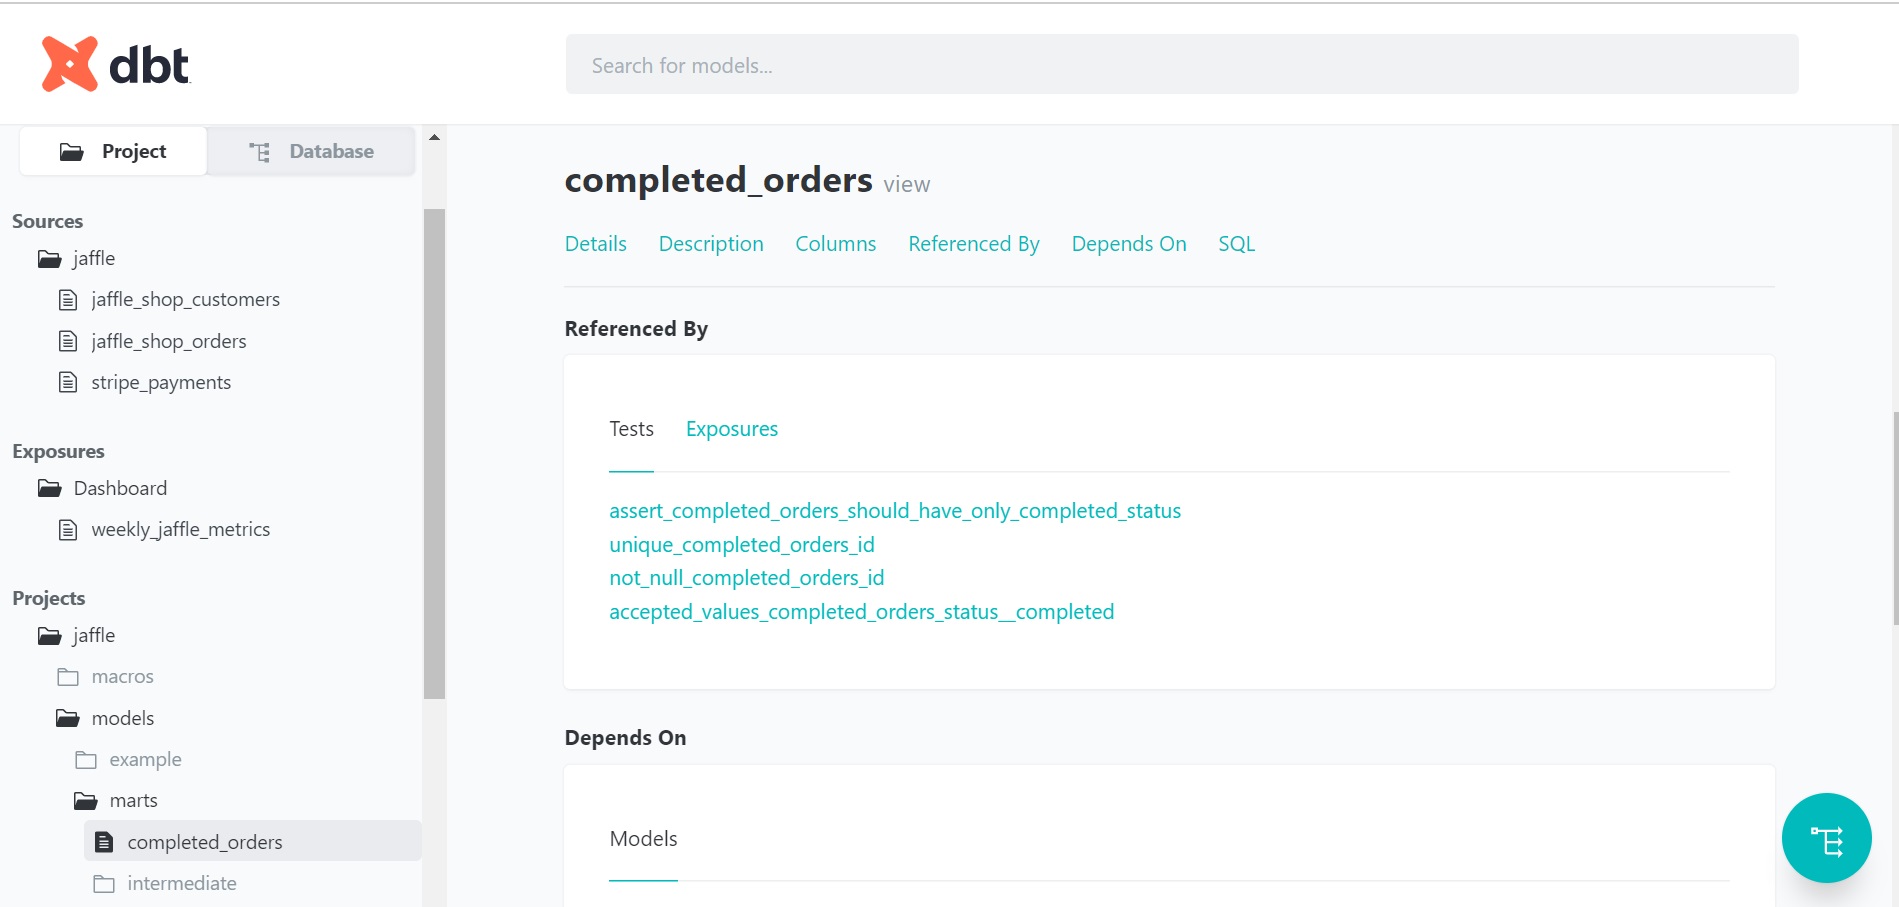 dbt
Search for models...
Project Database
Sources
jaffle
jaffle_shop_customers
jaffle_shop_orders
stripe_payments
Exposures
Dashboard
weekly_jaffle_metrics
Projects
jaffle
macros
models
example
marts
completed_orders
intermediate
completed_orders view
Details Description Columns Referenced By Depends On SQL
Referenced By
Tests Exposures
assert_completed_orders_should_have_only_completed_status
unique_completed_orders_id
not_null_completed_orders_id
accepted_values_completed_orders_status__completed
Depends On
Models